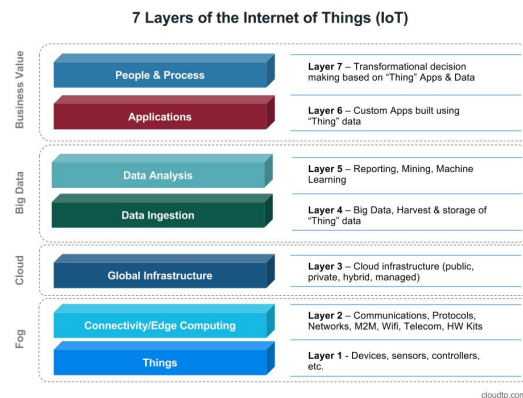 7 Layers of the Internet of Things (IoT)
Business Value
People & Process
Layer 7 – Transformational decision
making based on “Thing” Apps & Data
Applications
Layer 6 – Custom Apps built using
“Thing” data
Big Data
Data Analysis
Layer 5 – Reporting, Mining, Machine
Learning
Data Ingestion
Layer 4 – Big Data, Harvest & storage of
“Thing” data
Cloud
Global Infrastructure
Layer 3 – Cloud infrastructure (public,
private, hybrid, managed)
Fog
Connectivity/Edge Computing
Layer 2 – Communications, Protocols,
Networks, M2M, Wifi, Telecom, HW Kits
Things
Layer 1 - Devices, sensors, controllers,
etc.
cloudtp.com